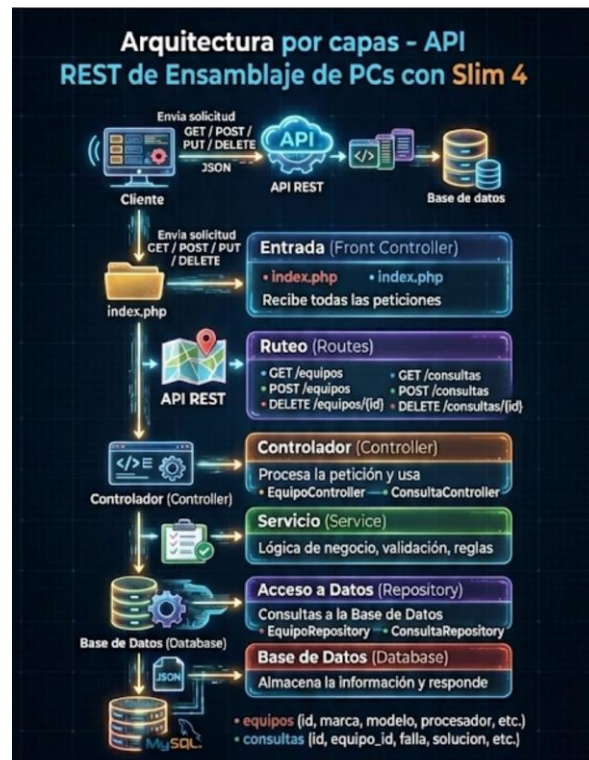 Arquitectura por capas - API
REST de Ensamblaje de PCs con Slim 4
Envia solicitud
GET / POST /
PUT / DELETE
JSON
Cliente
API
API REST
</>
Base de datos
Envia solicitud
GET / POST / PUT
/ DELETE
index.php
Entrada (Front Controller)
• index.php • index.php
Recibe todas las peticiones
API REST
Ruteo (Routes)
• GET /equipos • GET /consultas
• POST /equipos • POST /consultas
• DELETE /equipos/{id} • DELETE /consultas/{id}
</>
Controlador (Controller)
Controlador (Controller)
Procesa la petición y usa
• EquipoController • ConsultaController
Servicio (Service)
Lógica de negocio, validación, reglas
Base de Datos (Database)
Acceso a Datos (Repository)
Consultas a la Base de Datos
• EquipoRepository • ConsultaRepository
Base de Datos (Database)
Almacena la información y responde
JSON
MySQL
• equipos (id, marca, modelo, procesador, etc.)
• consultas (id, equipo_id, falla, solucion, etc.)